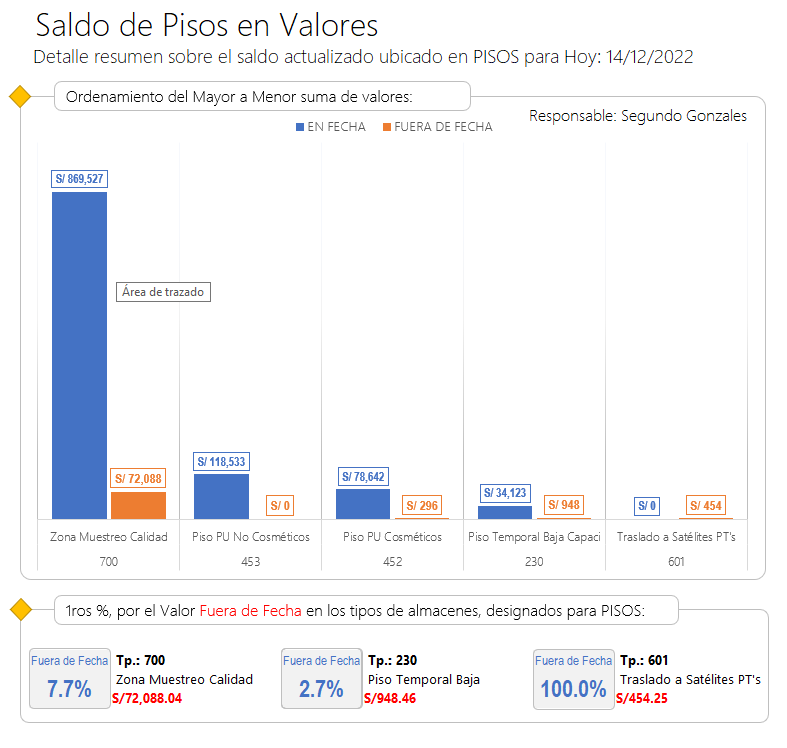 Saldo de Pisos en Valores
Detalle resumen sobre el saldo actualizado ubicado en PISOS para Hoy: 14/12/2022
Ordenamiento del Mayor a Menor suma de valores:
Responsable: Segundo Gonzales
EN FECHA FUERA DE FECHA
S/ 869,527
Área de trazado
S/ 72,088
S/ 118,533
S/ 0
S/ 78,642
S/ 296
S/ 34,123
S/ 948
S/ 0
S/ 454
Zona Muestreo Calidad Piso PU No Cosméticos Piso PU Cosméticos Piso Temporal Baja Capaci Traslado a Satélites PT's
700 453 452 230 601
1ros %, por el Valor Fuera de Fecha en los tipos de almacenes, designados para PISOS:
Fuera de Fecha
7.7%
Tp.: 700
Zona Muestreo Calidad
S/72,088.04
Fuera de Fecha
2.7%
Tp.: 230
Piso Temporal Baja
S/948.46
Fuera de Fecha
100.0%
Tp.: 601
Traslado a Satélites PT's
S/454.25